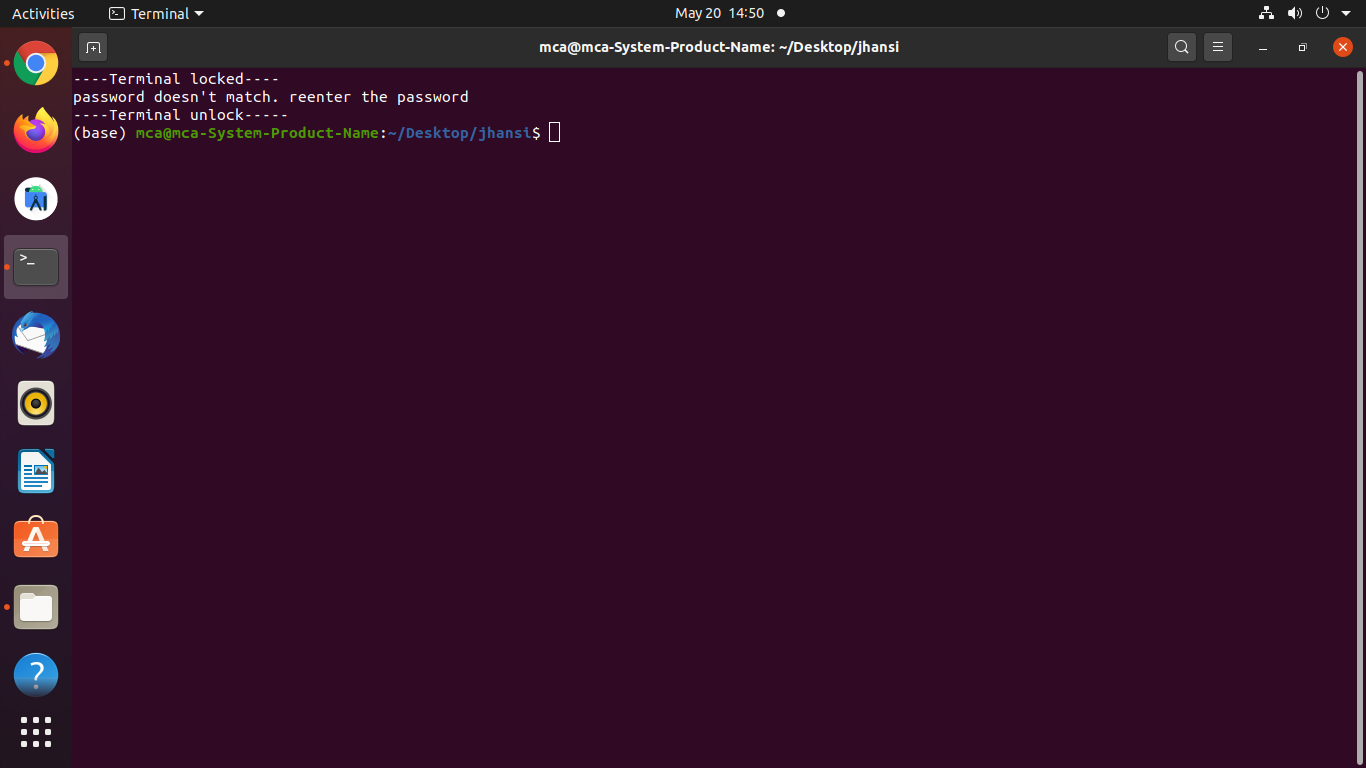 Activities
Terminal
May 20 14:50
mca@mca-System-Product-Name: ~/Desktop/jhansi
----Terminal locked----
password doesn't match. reenter the password
----Terminal unlock-----
(base) mca@mca-System-Product-Name:~/Desktop/jhansi$